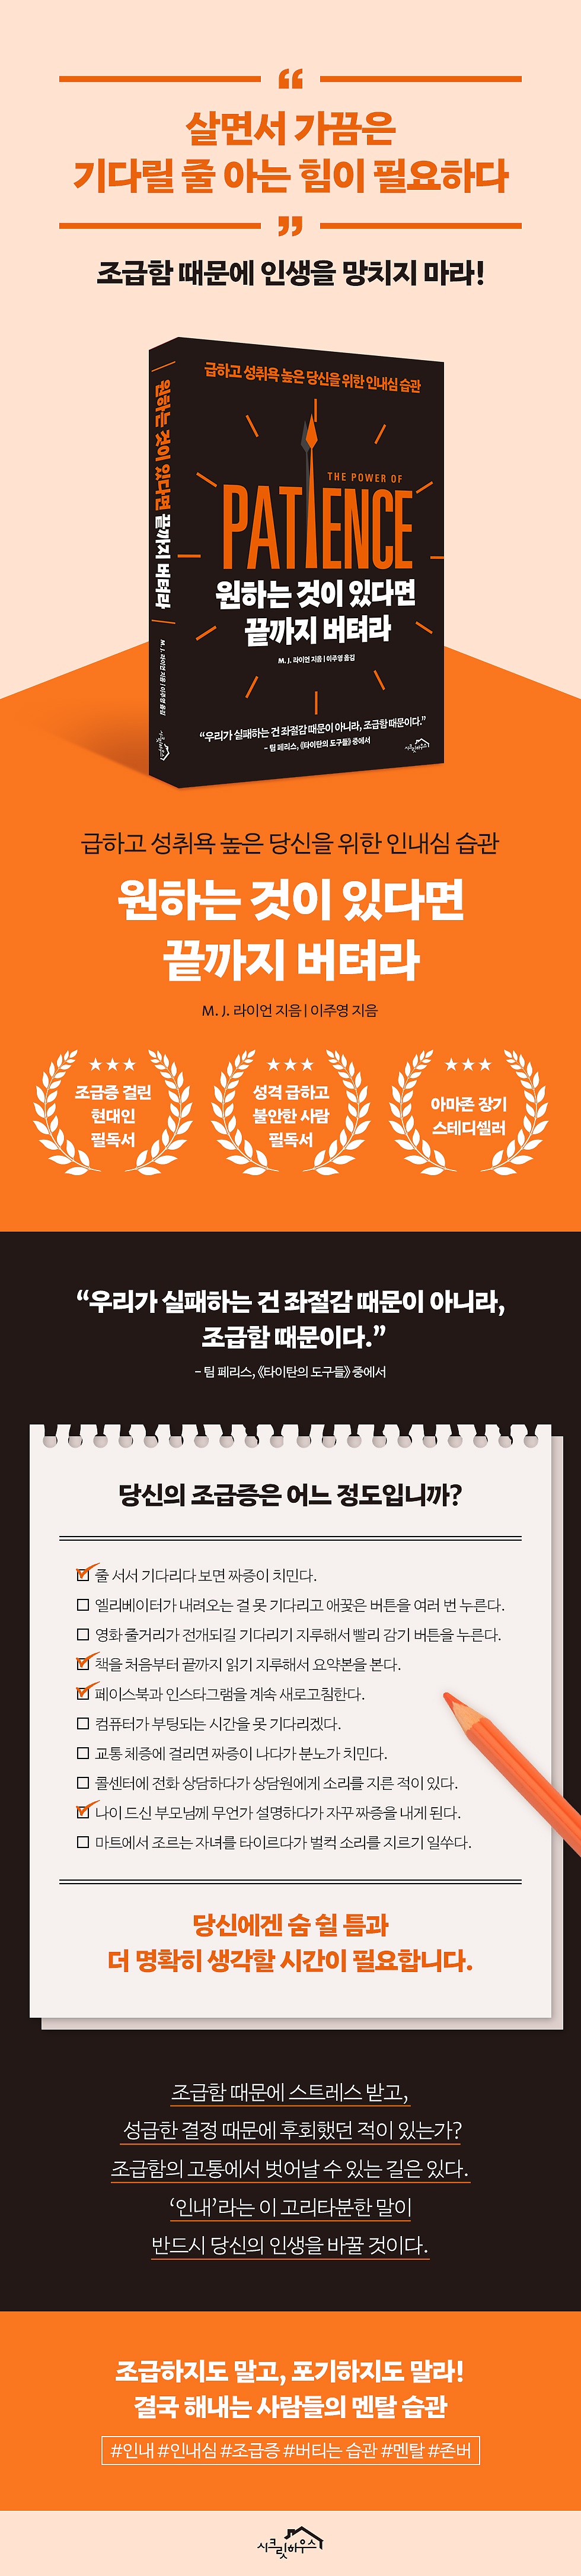 “
살면서 가끔은
기다릴 줄 아는 힘이 필요하다
”
조급함 때문에 인생을 망치지 마라!
원하는 것이 있다면 끝까지 버텨라
M. J. 라이언 지음 | 이주영 옮김
시크릿하우스
급하고 성취욕 높은 당신을 위한 인내심 습관
THE POWER OF
PATIENCE
원하는 것이 있다면
끝까지 버텨라
M. J. 라이언 지음 | 이주영 옮김
“우리가 실패하는 건 좌절감 때문이 아니라, 조급함 때문이다.”
- 팀 페리스, 《타이탄의 도구들》 중에서
시크릿하우스
급하고 성취욕 높은 당신을 위한 인내심 습관
원하는 것이 있다면
끝까지 버텨라
M. J. 라이언 지음 | 이주영 지음
조급증 걸린
현대인
필독서
성격 급하고
불안한 사람
필독서
아마존 장기
스테디셀러
“우리가 실패하는 건 좌절감 때문이 아니라,
조급함 때문이다.”
- 팀 페리스, 《타이탄의 도구들》 중에서
당신의 조급증은 어느 정도입니까?
줄 서서 기다리다 보면 짜증이 치민다.
엘리베이터가 내려오는 걸 못 기다리고 애꿎은 버튼을 여러 번 누른다.
영화 줄거리가 전개되길 기다리기 지루해서 빨리 감기 버튼을 누른다.
책을 처음부터 끝까지 읽기 지루해서 요약본을 본다.
페이스북과 인스타그램을 계속 새로고침한다.
컴퓨터가 부팅되는 시간을 못 기다리겠다.
교통 체증에 걸리면 짜증이 나다가 분노가 치민다.
콜센터에 전화 상담하다가 상담원에게 소리를 지른 적이 있다.
나이 드신 부모님께 무언가 설명하다가 자꾸 짜증을 내게 된다.
마트에서 조르는 자녀를 타이르다가 벌컥 소리를 지르기 일쑤다.
당신에겐 숨 쉴 틈과
더 명확히 생각할 시간이 필요합니다.
조급함 때문에 스트레스 받고,
성급한 결정 때문에 후회했던 적이 있는가?
조급함의 고통에서 벗어날 수 있는 길은 있다.
‘인내’라는 이 고리타분한 말이
반드시 당신의 인생을 바꿀 것이다.
조급하지도 말고, 포기하지도 말라!
결국 해내는 사람들의 멘탈 습관
#인내 #인내심 #조급증 #버티는 습관 #멘탈 #존버
시크릿하우스